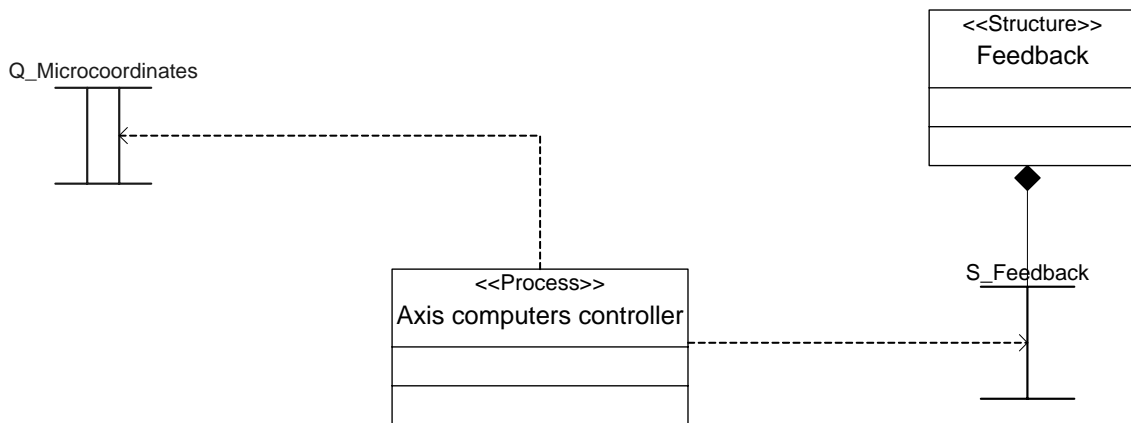 <<Structure>>
Feedback
Q_Microcoordinates
S_Feedback
<<Process>>
Axis computers controller